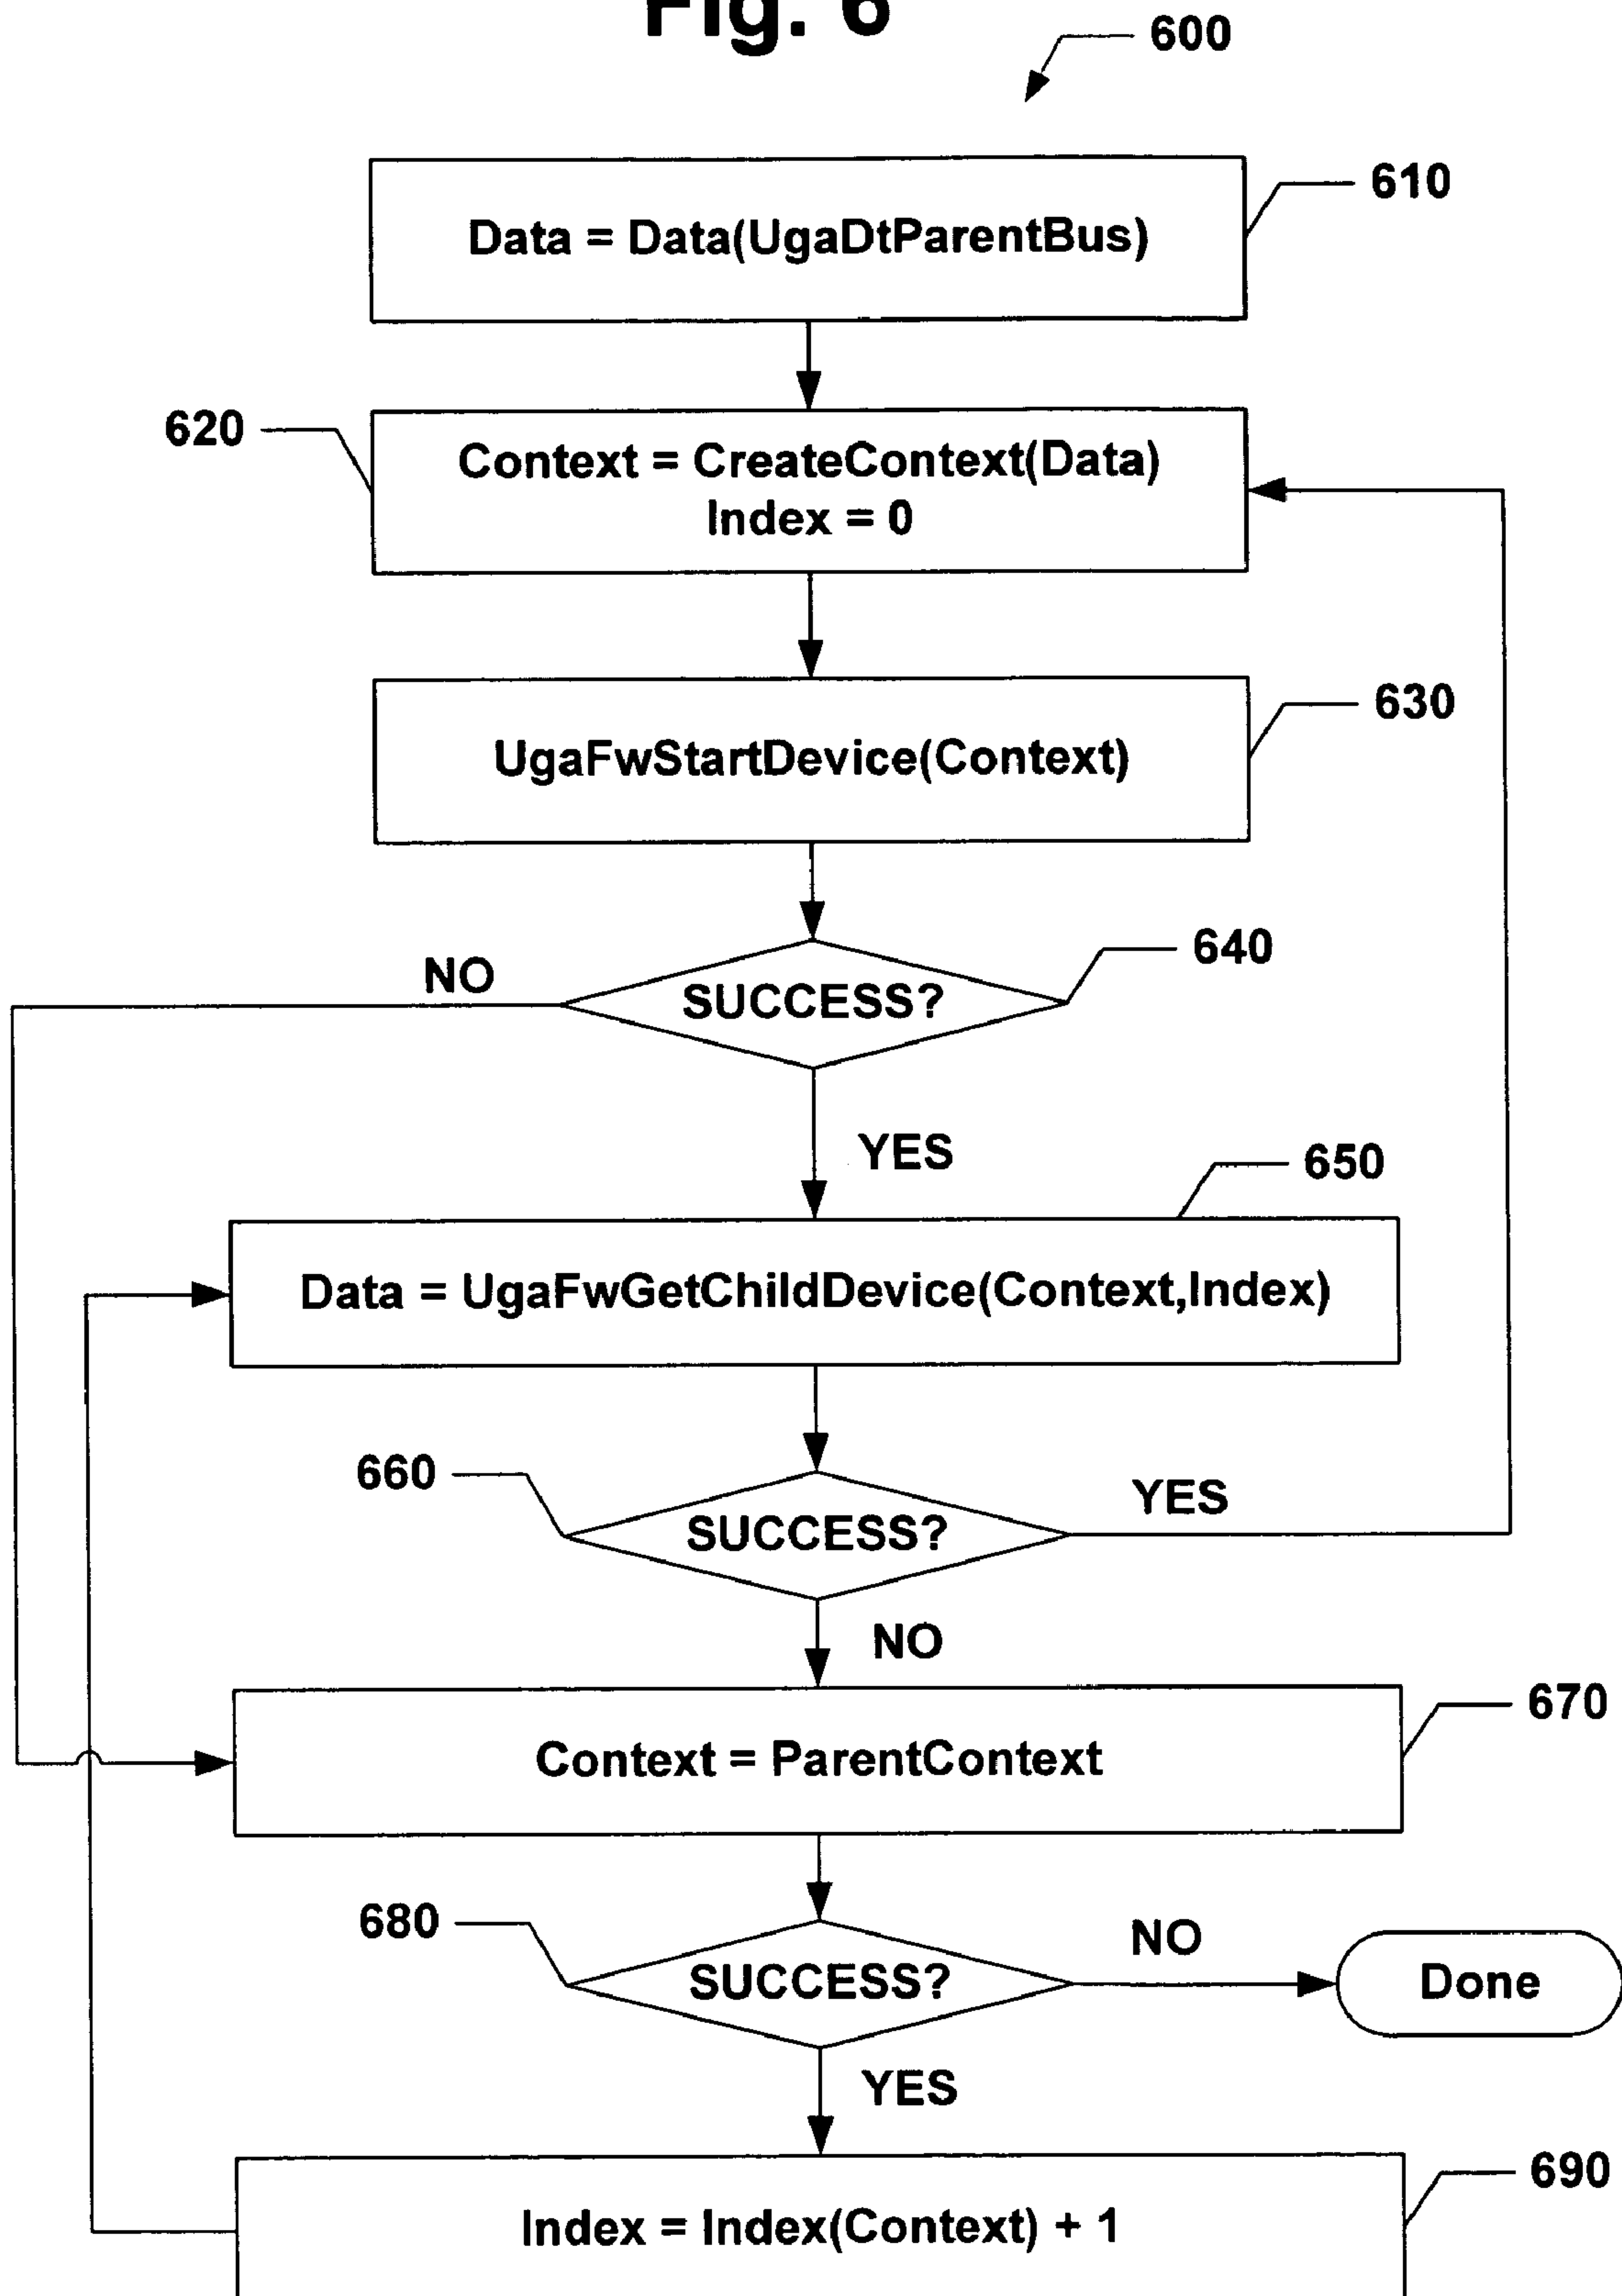 Fig. 6
600
610
Data = Data(UgaDtParentBus)
620
Context = CreateContext(Data)
Index = 0
630
UgaFwStartDevice(Context)
640
NO
SUCCESS?
YES
650
Data = UgaFwGetChildDevice(Context,Index)
660
YES
SUCCESS?
NO
670
Context = ParentContext
680
NO
SUCCESS?
Done
YES
690
Index = Index(Context) + 1